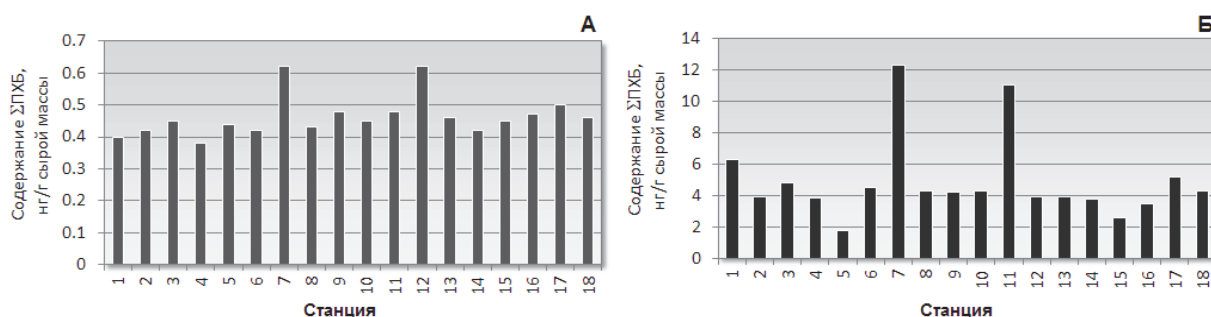 А
Содержание ΣПХБ,
нг/г сырой массы
0.7
0.6
0.5
0.4
0.3
0.2
0.1
0
1 2 3 4 5 6 7 8 9 10 11 12 13 14 15 16 17 18
Станция
Б
Содержание ΣПХБ,
нг/г сырой массы
14
12
10
8
6
4
2
0
1 2 3 4 5 6 7 8 9 10 11 12 13 14 15 16 17 18
Станция